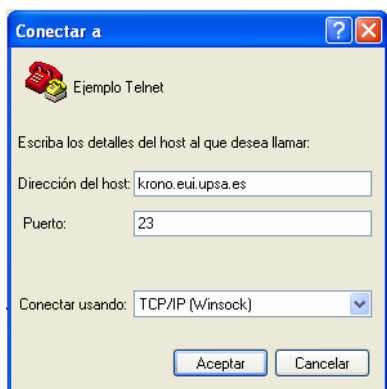 Conectar a
Ejemplo Telnet
Escriba los detalles del host al que desea llamar:
Dirección del host: krono.eui.upsa.es
Puerto: 23
Conectar usando: TCP/IP (Winsock)
Aceptar Cancelar